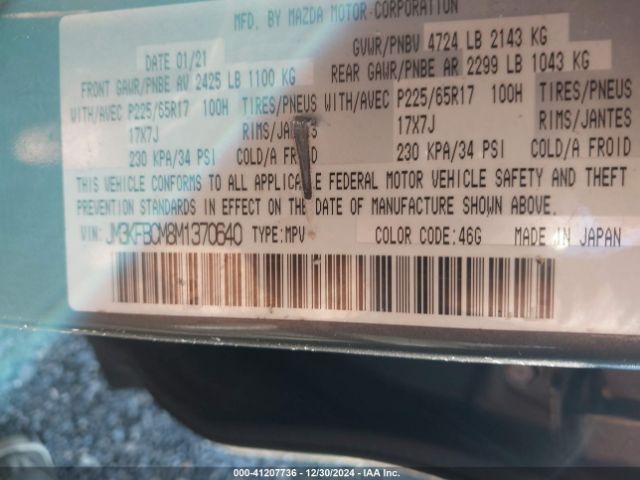 MFD. BY MAZDA MOTOR CORPORATION
DATE 01/21 GVWR/PNBV 4724 LB 2143 KG
FRONT GAWR/PNBE AV 2425 LB 1100 KG REAR GAWR/PNBE AR 2299 LB 1043 KG
WITH/AVEC P225/65R17 100H TIRES/PNEUS WITH/AVEC P225/65R17 100H TIRES/PNEUS
17X7J RIMS/JANTES 17X7J RIMS/JANTES
230 KPA/34 PSI COLD/A FROID 230 KPA/34 PSI COLD/A FROID
THIS VEHICLE CONFORMS TO ALL APPLICABLE FEDERAL MOTOR VEHICLE SAFETY AND THEFT
PREVENTION STANDARDS IN EFFECT ON THE DATE OF MANUFACTURE SHOWN ABOVE.
VIN: JM3KFBCM8M1370640 TYPE:MPV COLOR CODE:46G MADE IN JAPAN
000-41207736 - 12/30/2024 - IAA Inc.